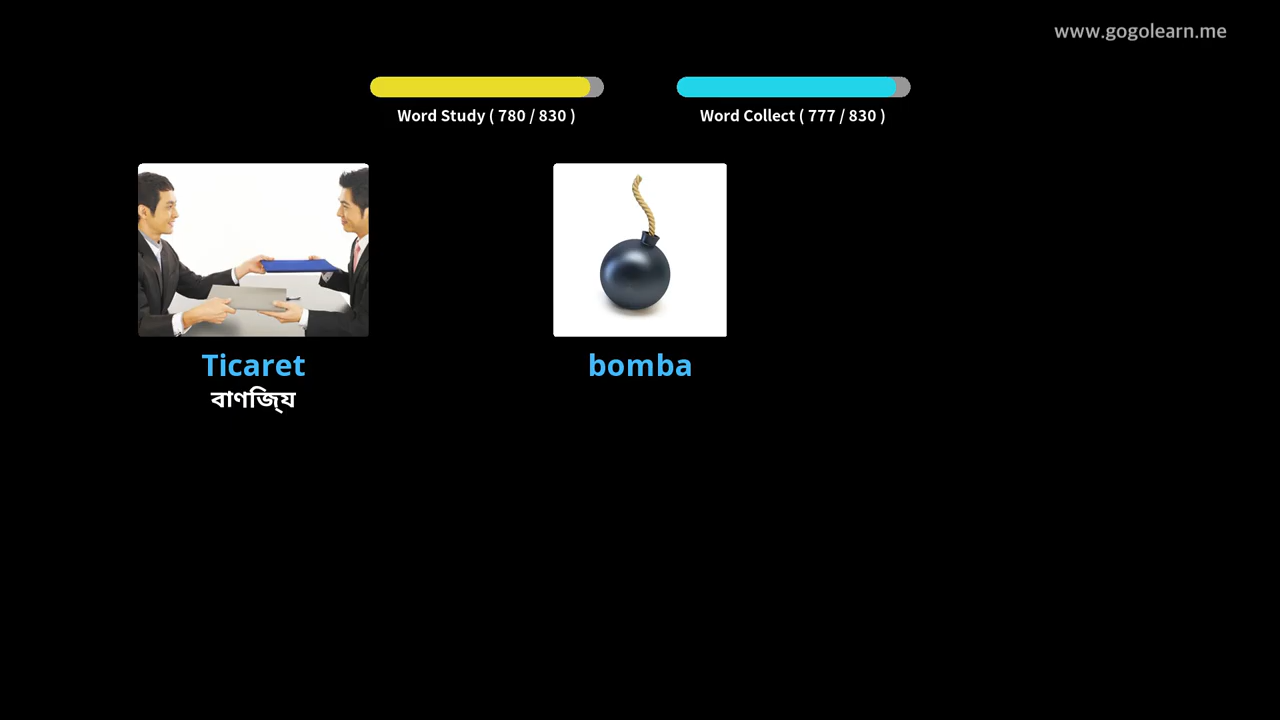 www.gogolearn.me
Word Study ( 780 / 830 )
Word Collect ( 777 / 830 )
Ticaret
bomba
বাণজ্যি